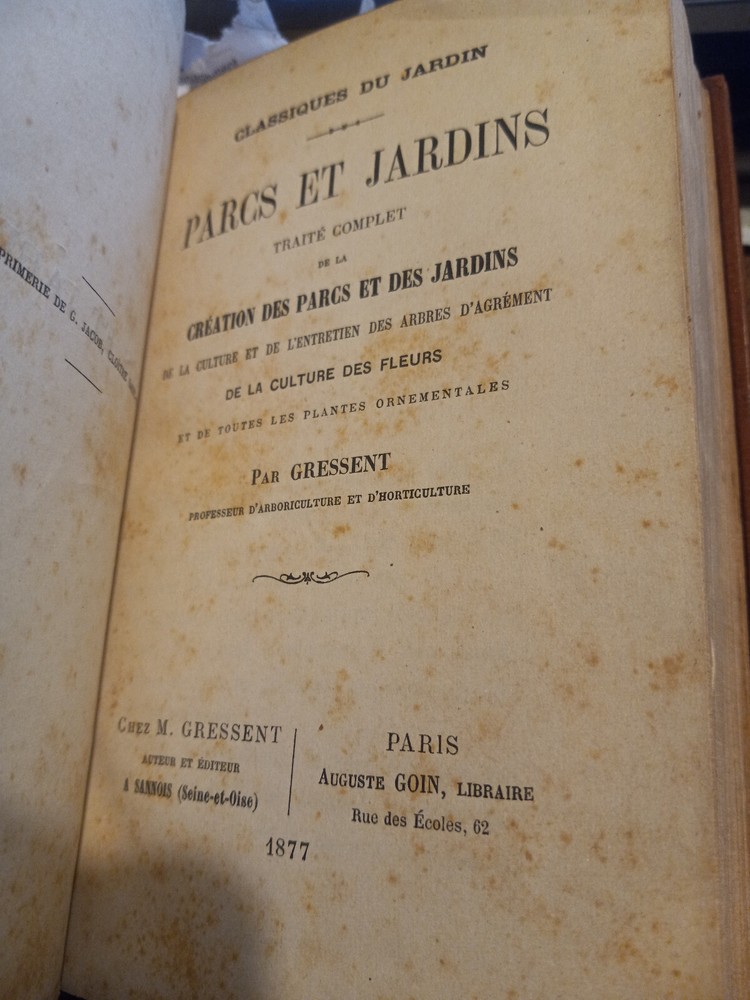 PRIMERIE DE G. JACOB, CLOITRE
CLASSIQUES DU JARDIN
PARCS ET JARDINS
TRAITÉ COMPLET
DE LA
CRÉATION DES PARCS ET DES JARDINS
DE LA CULTURE ET DE L'ENTRETIEN DES ARBRES D'AGRÉMENT
DE LA CULTURE DES FLEURS
ET DE TOUTES LES PLANTES ORNEMENTALES
PAR GRESSENT
PROFESSEUR D'ARBORICULTURE ET D'HORTICULTURE
CHEZ M. GRESSENT
AUTEUR ET ÉDITEUR
A SANNOIS (Seine-et-Oise)
PARIS
AUGUSTE GOIN, LIBRAIRE
Rue des Écoles, 62
1877